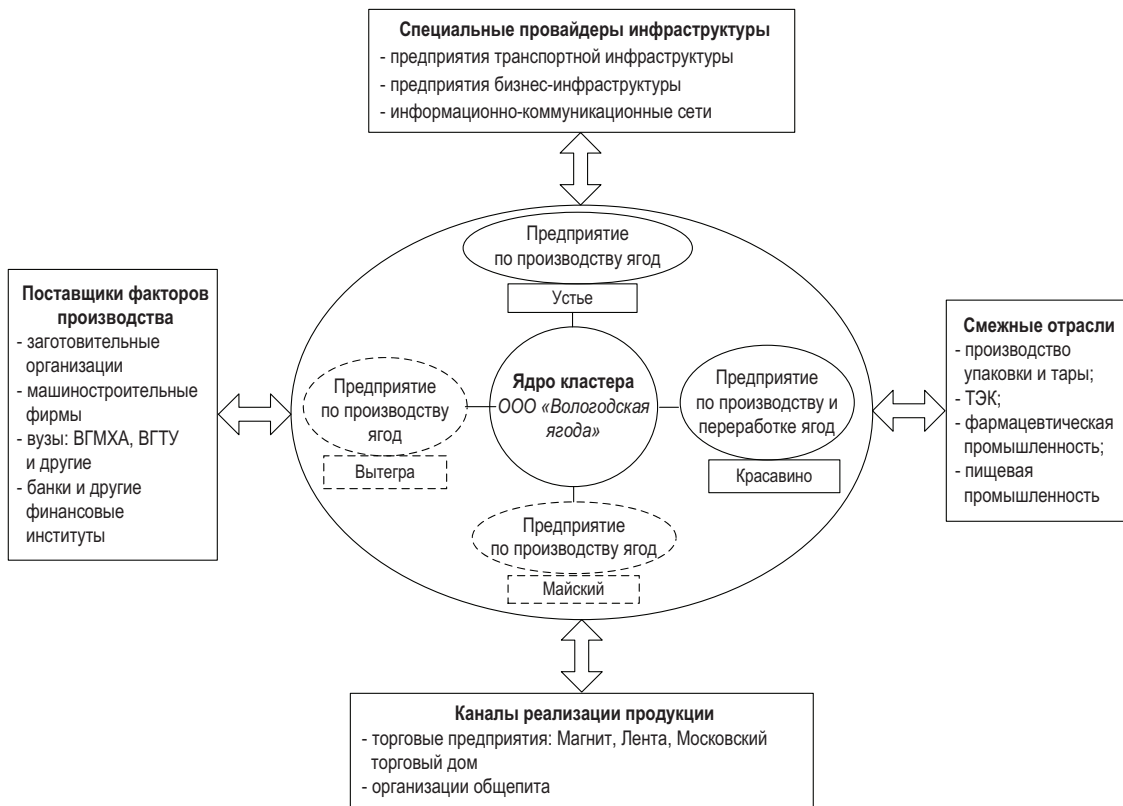 Специальные провайдеры инфраструктуры
- предприятия транспортной инфраструктуры
- предприятия бизнес-инфраструктуры
- информационно-коммуникационные сети
Предприятие
по производству ягод
Устье
Поставщики факторов
производства
- заготовительные
организации
- машиностроительные
фирмы
- вузы: ВГМХА, ВГТУ
и другие
- банки и другие
финансовые
институты
Предприятие
по производству
ягод
Вытегра
Ядро кластера
ООО «Вологодская
ягода»
Предприятие
по производству и
переработке ягод
Красавино
Смежные отрасли
- производство
упаковки и тары;
- ТЭК;
- фармацевтическая
промышленность;
- пищевая
промышленность
Предприятие
по производству ягод
Майский
Каналы реализации продукции
- торговые предприятия: Магнит, Лента, Московский
торговый дом
- организации общепита